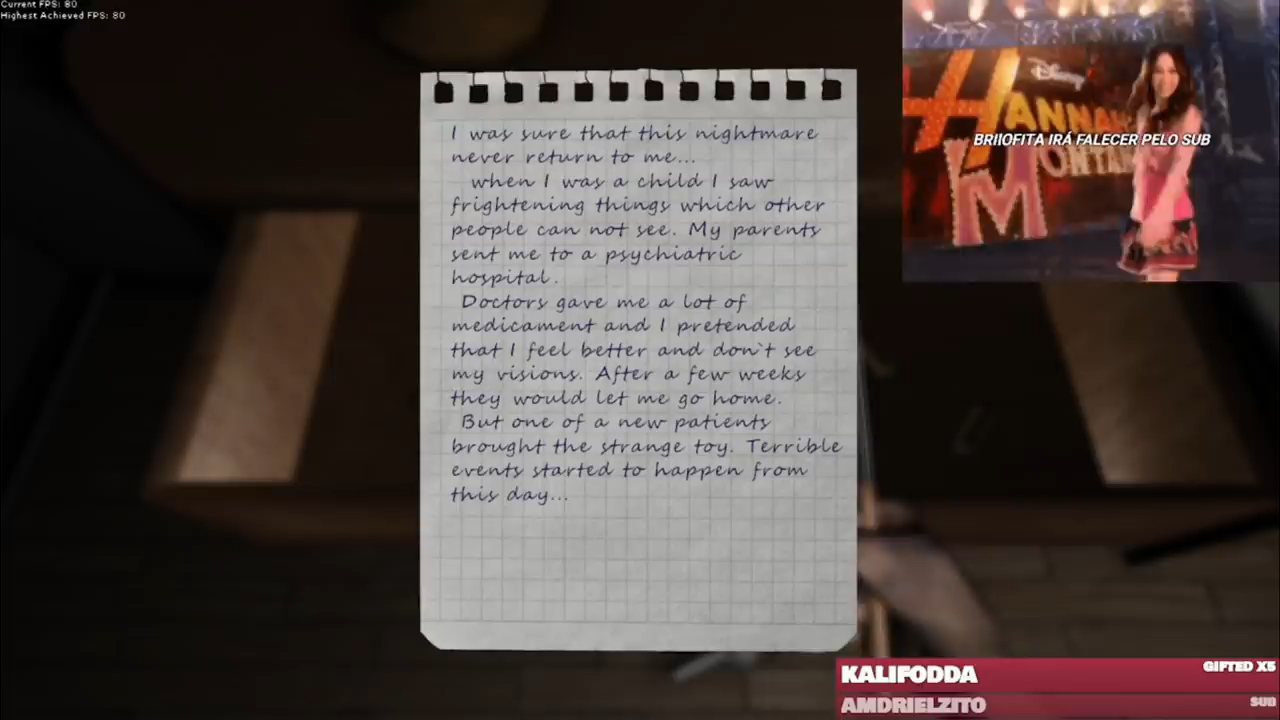 Current FPS: 80
Highest Achieved FPS: 80
I was sure that this nightmare
never return to me...
when I was a child I saw
frightening things which other
people can not see. My parents
sent me to a psychiatric
hospital.
Doctors gave me a lot of
medicament and I pretended
that I feel better and don`t see
my visions. After a few weeks
they would let me go home.
But one of a new patients
brought the strange toy. Terrible
events started to happen from
this day...
Disney
HANNAH
MONTANA
BRIIOFITA IRÁ FALECER PELO SUB
KALIFODDA
GIFTED X5
AMDRIELZITO
SUB